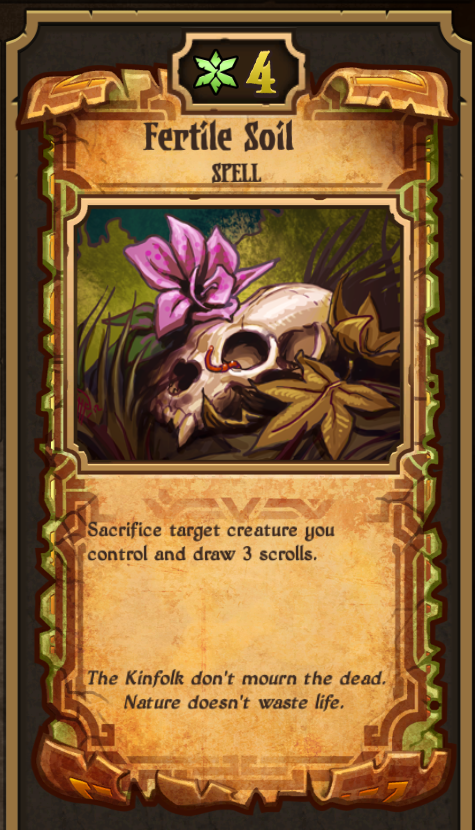 4
Fertile Soil
SPELL
Sacrifice target creature you
control and draw 3 scrolls.
The Kinfolk don't mourn the dead.
Nature doesn't waste life.